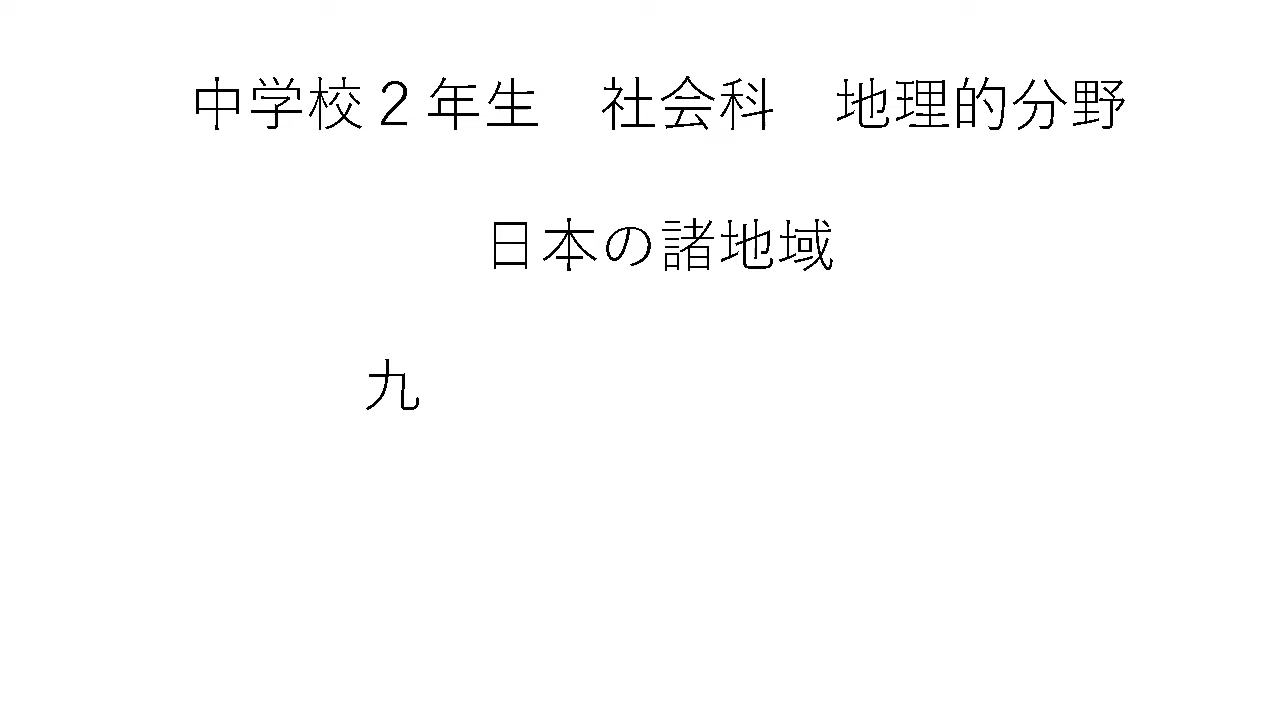 中学校２年生　社会科　地理的分野
日本の諸地域
九